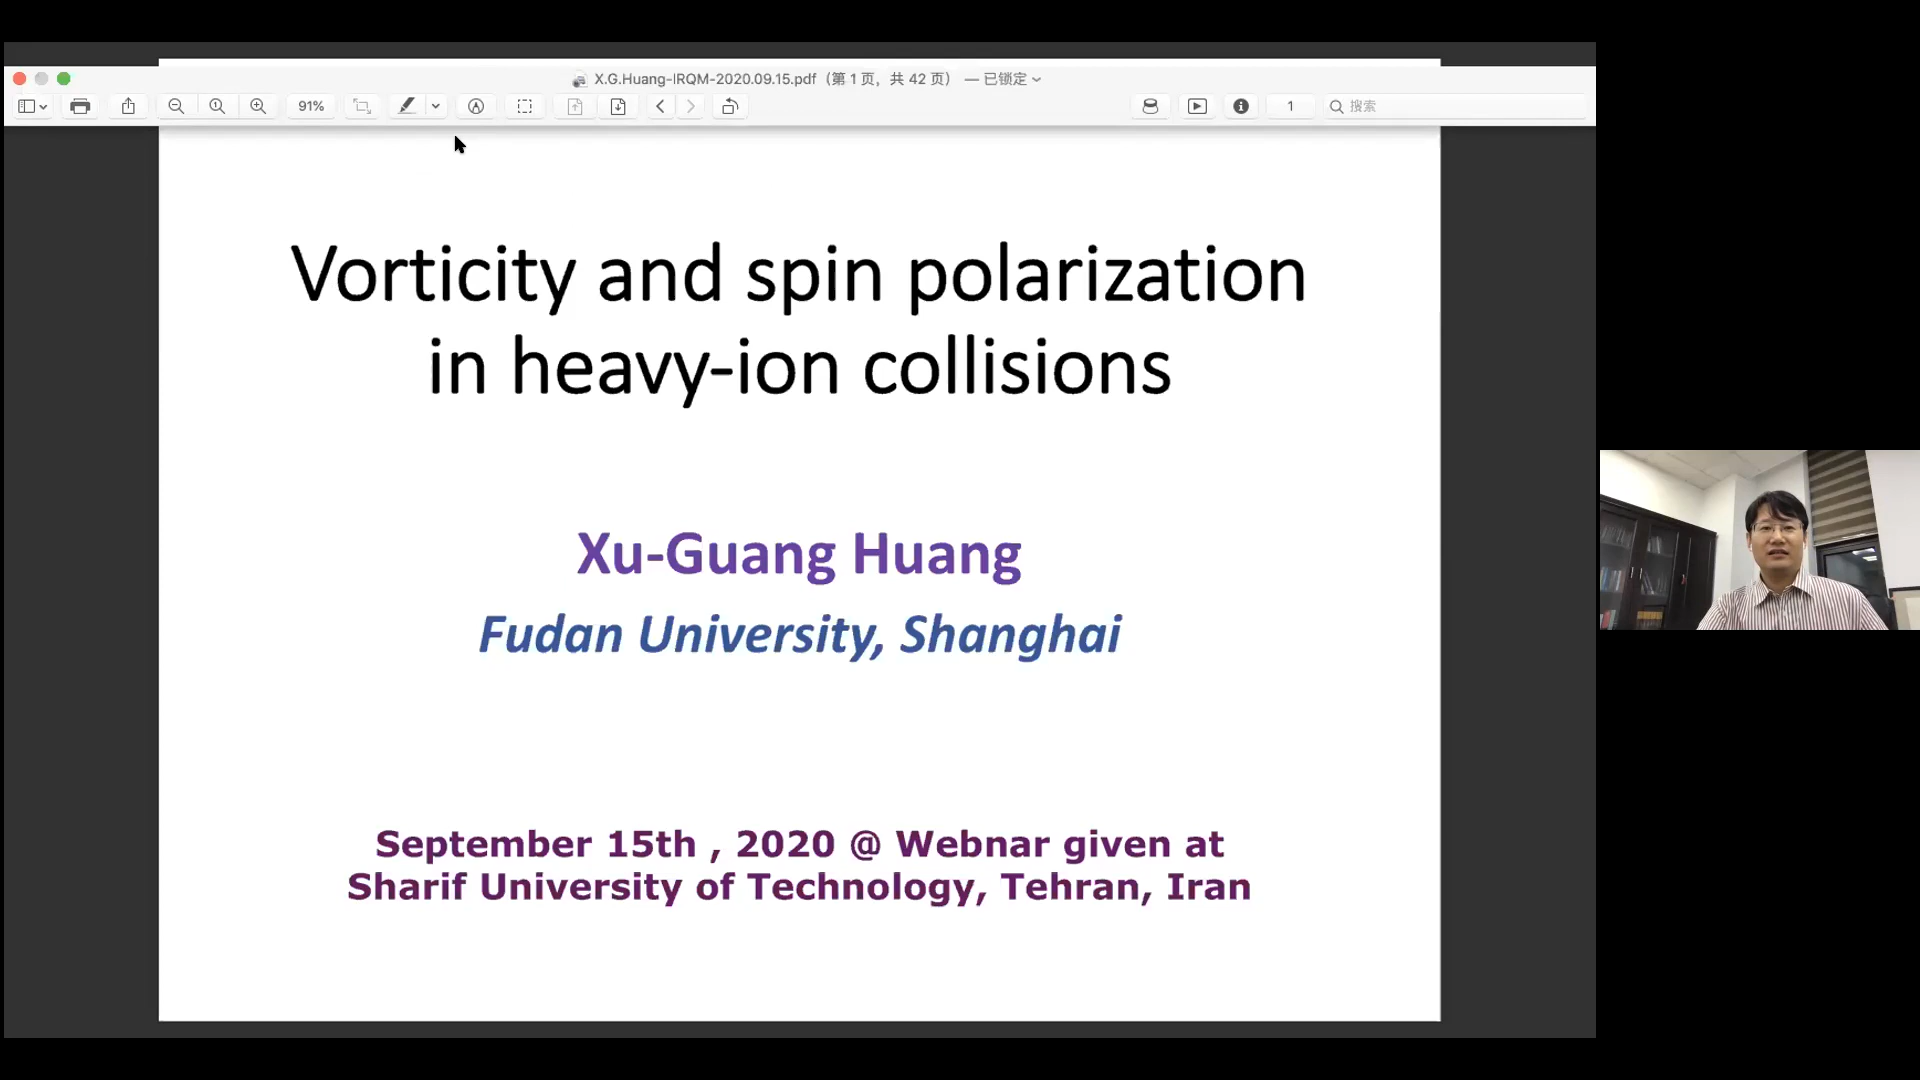 X.G.Huang-IRQM-2020.09.15.pdf（第 1 页，共 42 页） — 已锁定
91%
1
搜索
Vorticity and spin polarization
in heavy-ion collisions
Xu-Guang Huang
Fudan University, Shanghai
September 15th , 2020 @ Webnar given at
Sharif University of Technology, Tehran, Iran